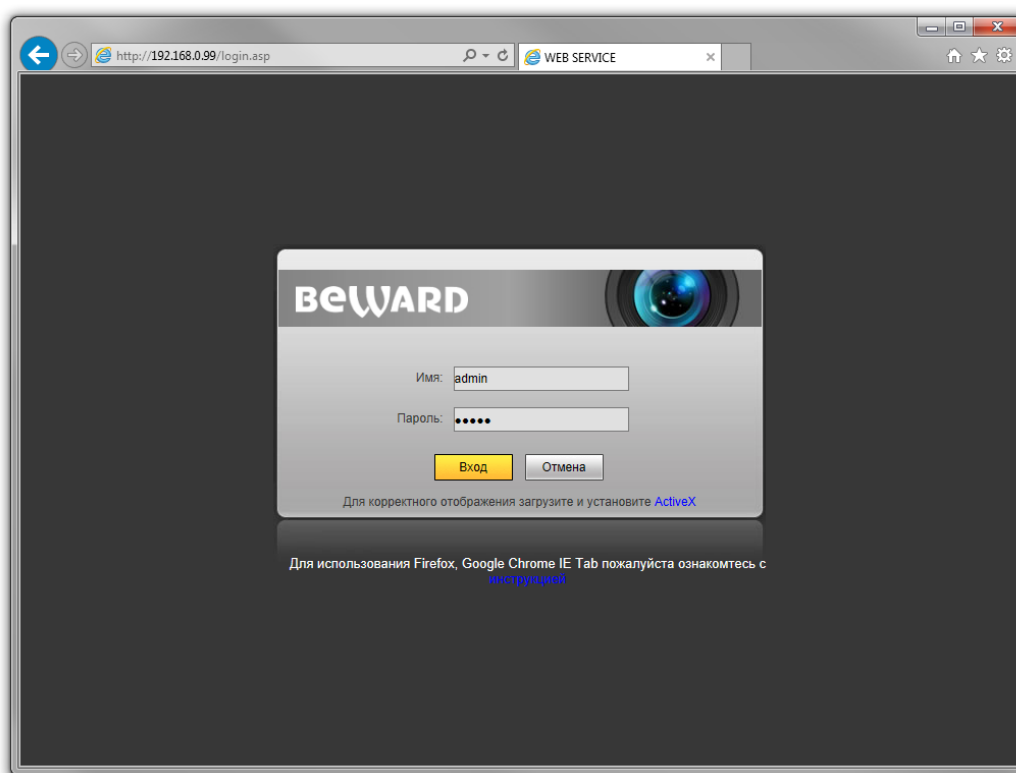 http://192.168.0.99/login.asp
WEB SERVICE
BEWARD
Имя: admin
Пароль: •••••
Вход Отмена
Для корректного отображения загрузите и установите ActiveX
Для использования Firefox, Google Chrome IE Tab пожалуйста ознакомтесь с
инструкцией